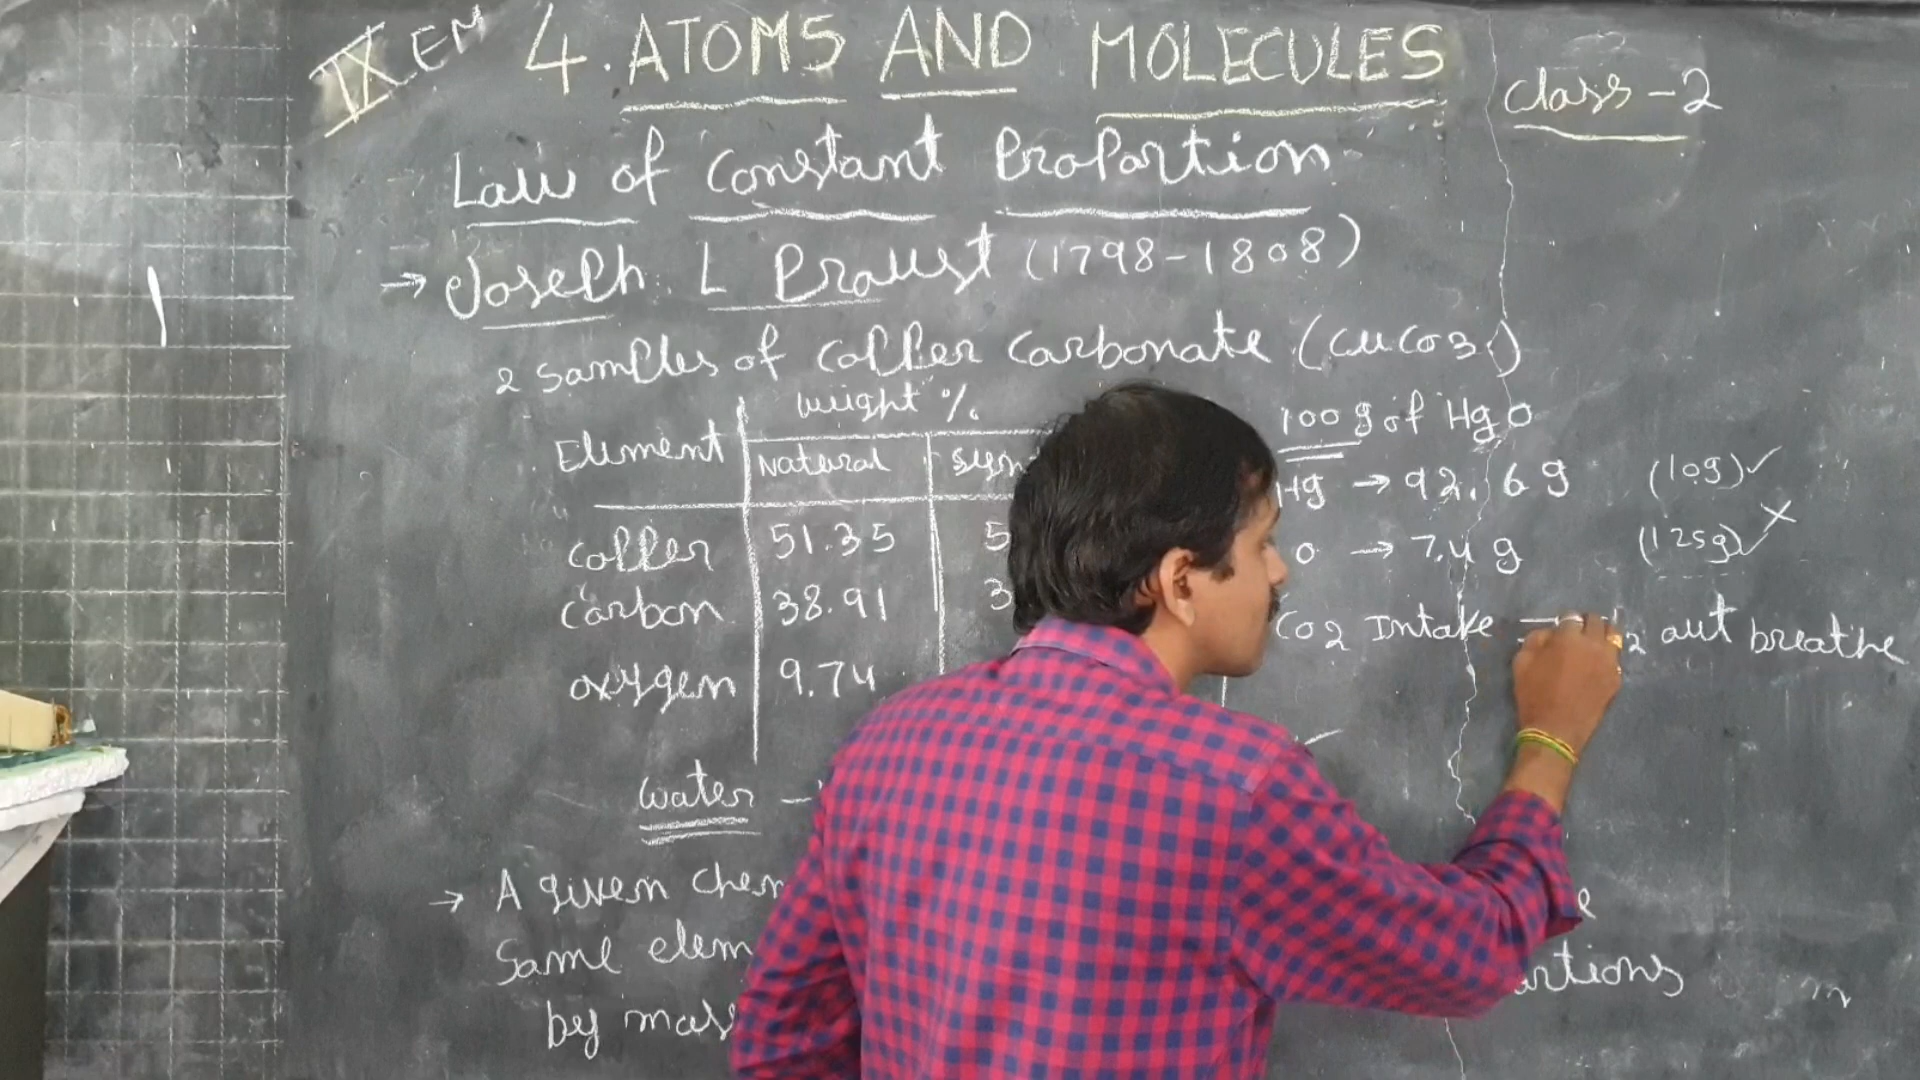 IX EM 4. ATOMS AND MOLECULES
Class - 2
Law of Constant Proportion
→ Joseph. L Proust (1798-1808)
2 samples of copper carbonate (CuCO3)
Element
weight %
Natural
syn
copper 51.35 5
carbon 38.91 3
oxygen 9.74
100 g of HgO
Hg → 92.6 g (10g) ✓
O → 7.4 g (125g) ✓ X
CO2 Intake → 2 out breathe
water -
→ A given chem e
Same elem ortions
by mass